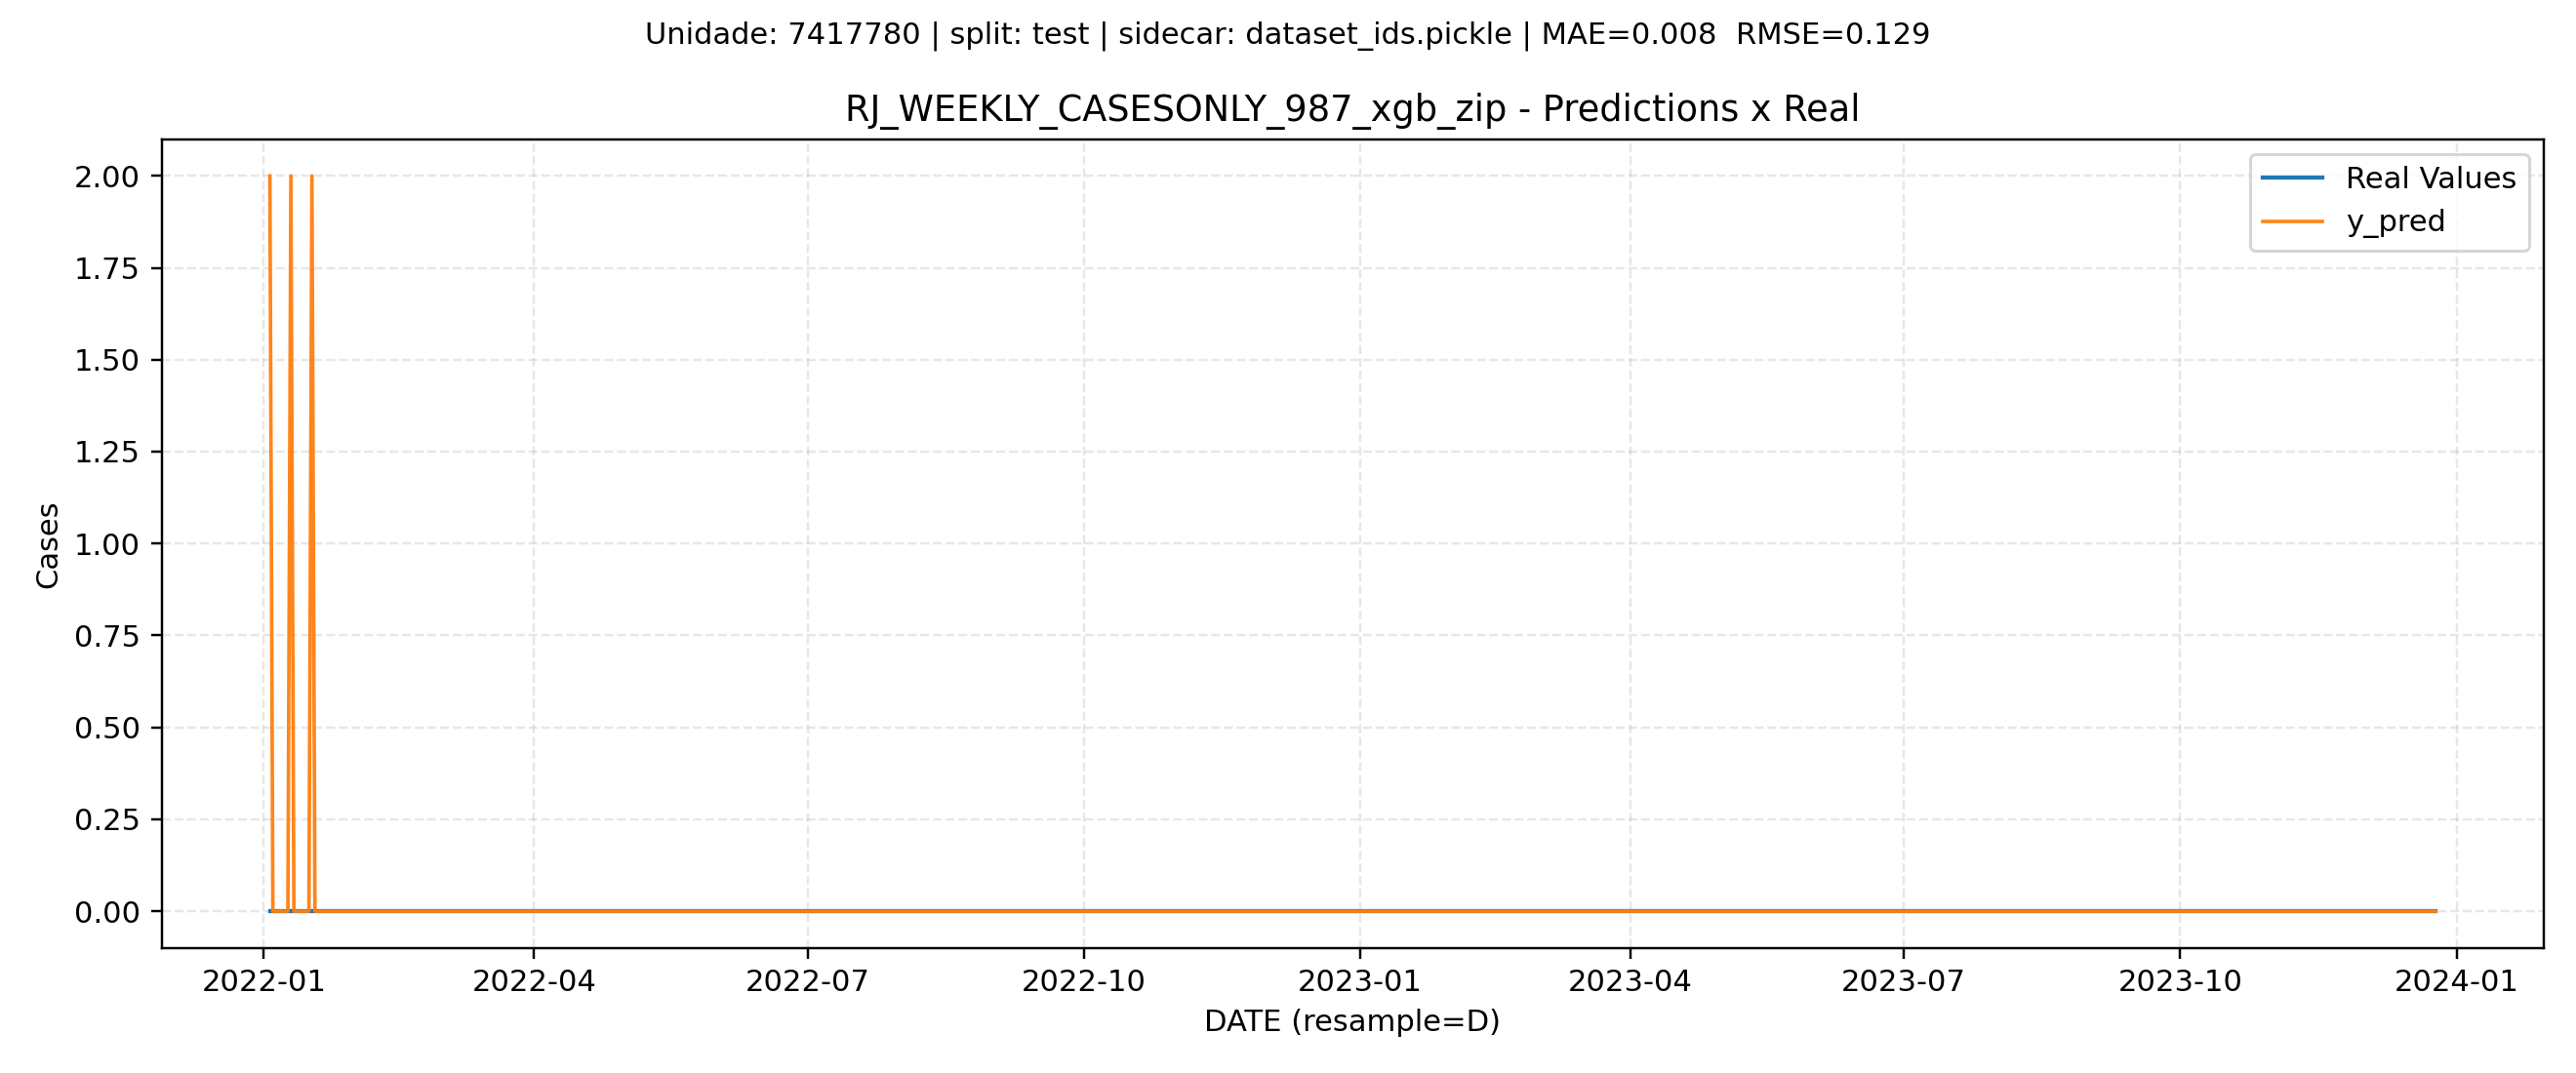 Unidade: 7417780 | split: test | sidecar: dataset_ids.pickle | MAE=0.008  RMSE=0.129
RJ_WEEKLY_CASESONLY_987_xgb_zip - Predictions x Real
Real Values
y_pred
Cases
2.00
1.75
1.50
1.25
1.00
0.75
0.50
0.25
0.00
2022-01 2022-04 2022-07 2022-10 2023-01 2023-04 2023-07 2023-10 2024-01
DATE (resample=D)